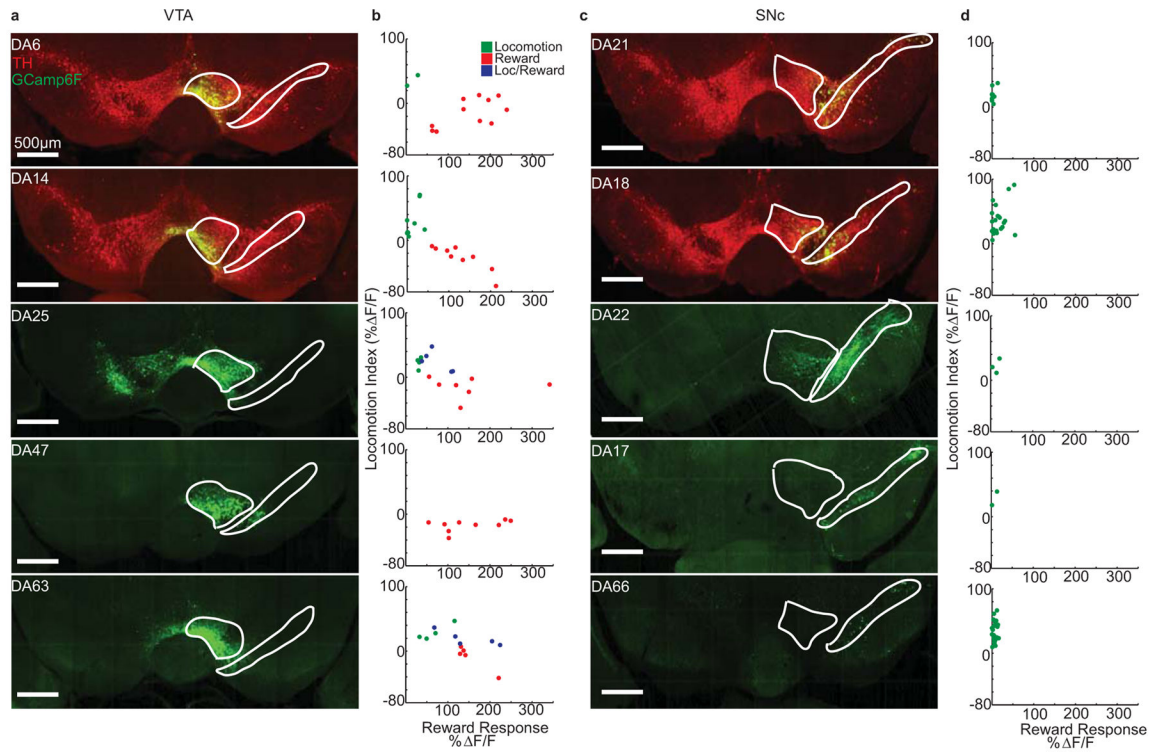 a VTA b c SNc d
DA6
TH
GCamp6F
500µm
DA14
DA25
DA47
DA63
Locomotion
Reward
Loc/Reward
100
0
-80
100 200 300
100
0
-80
100 200 300
100
0
-80
100 200 300
100
0
-80
100 200 300
100
0
-80
100 200 300
Locomotion Index (%ΔF/F)
Reward Response
%ΔF/F
DA21
DA18
DA22
DA17
DA66
100
0
-80
100 200 300
100
0
-80
100 200 300
100
0
-80
100 200 300
100
0
-80
100 200 300
100
0
-80
100 200 300
Locomotion Index (%ΔF/F)
Reward Response
%ΔF/F